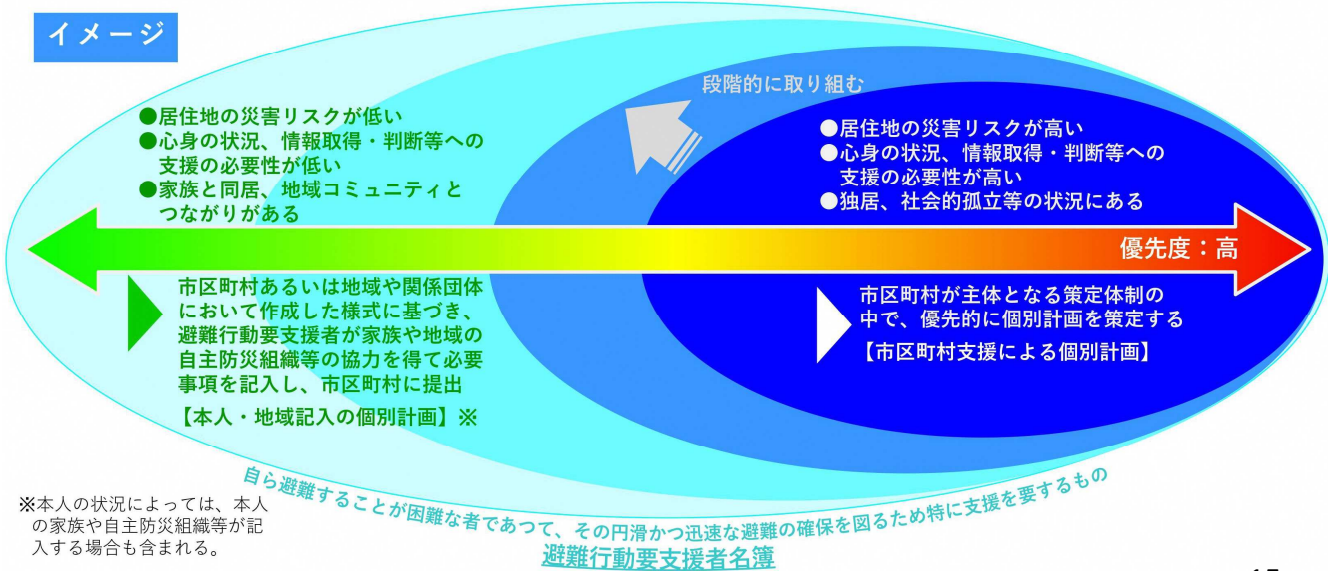 イメージ
段階的に取り組む
●居住地の災害リスクが低い
●心身の状況、情報取得・判断等への
支援の必要性が低い
●家族と同居、地域コミュニティと
つながりがある
●居住地の災害リスクが高い
●心身の状況、情報取得・判断等への
支援の必要性が高い
●独居、社会的孤立等の状況にある
優先度：高
市区町村あるいは地域や関係団体
において作成した様式に基づき、
避難行動要支援者が家族や地域の
自主防災組織等の協力を得て必要
事項を記入し、市区町村に提出
【本人・地域記入の個別計画】※
市区町村が主体となる策定体制の
中で、優先的に個別計画を策定する
【市区町村支援による個別計画】
自ら避難することが困難な者であつて、その円滑かつ迅速な避難の確保を図るため特に支援を要するもの
避難行動要支援者名簿
※本人の状況によっては、本人
の家族や自主防災組織等が記
入する場合も含まれる。